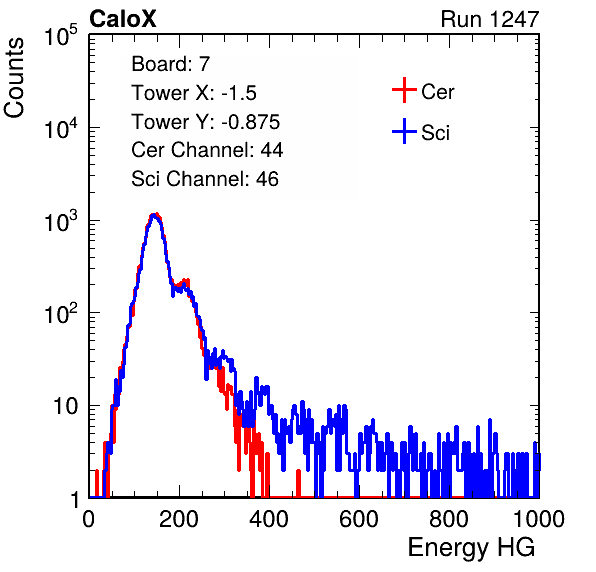 CaloX Run 1247
Counts
10^5
10^4
10^3
10^2
10
1
Board: 7
Tower X: -1.5
Tower Y: -0.875
Cer Channel: 44
Sci Channel: 46
Cer
Sci
0 200 400 600 800 1000
Energy HG